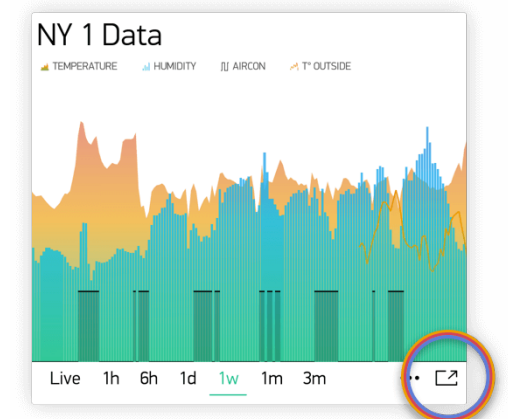 NY 1 Data
TEMPERATURE HUMIDITY AIRCON T° OUTSIDE
Live 1h 6h 1d 1w 1m 3m